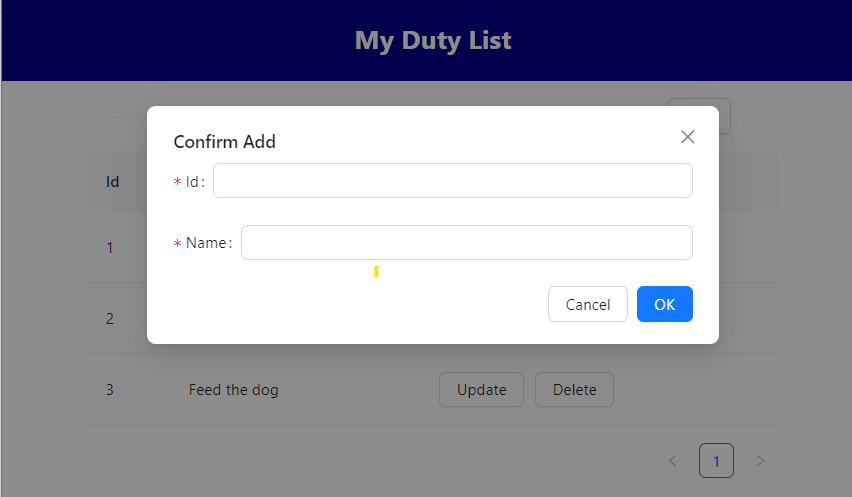 My Duty List
Confirm Add
* Id:
* Name:
Cancel OK
Id
1
2
3 Feed the dog Update Delete
< 1 >